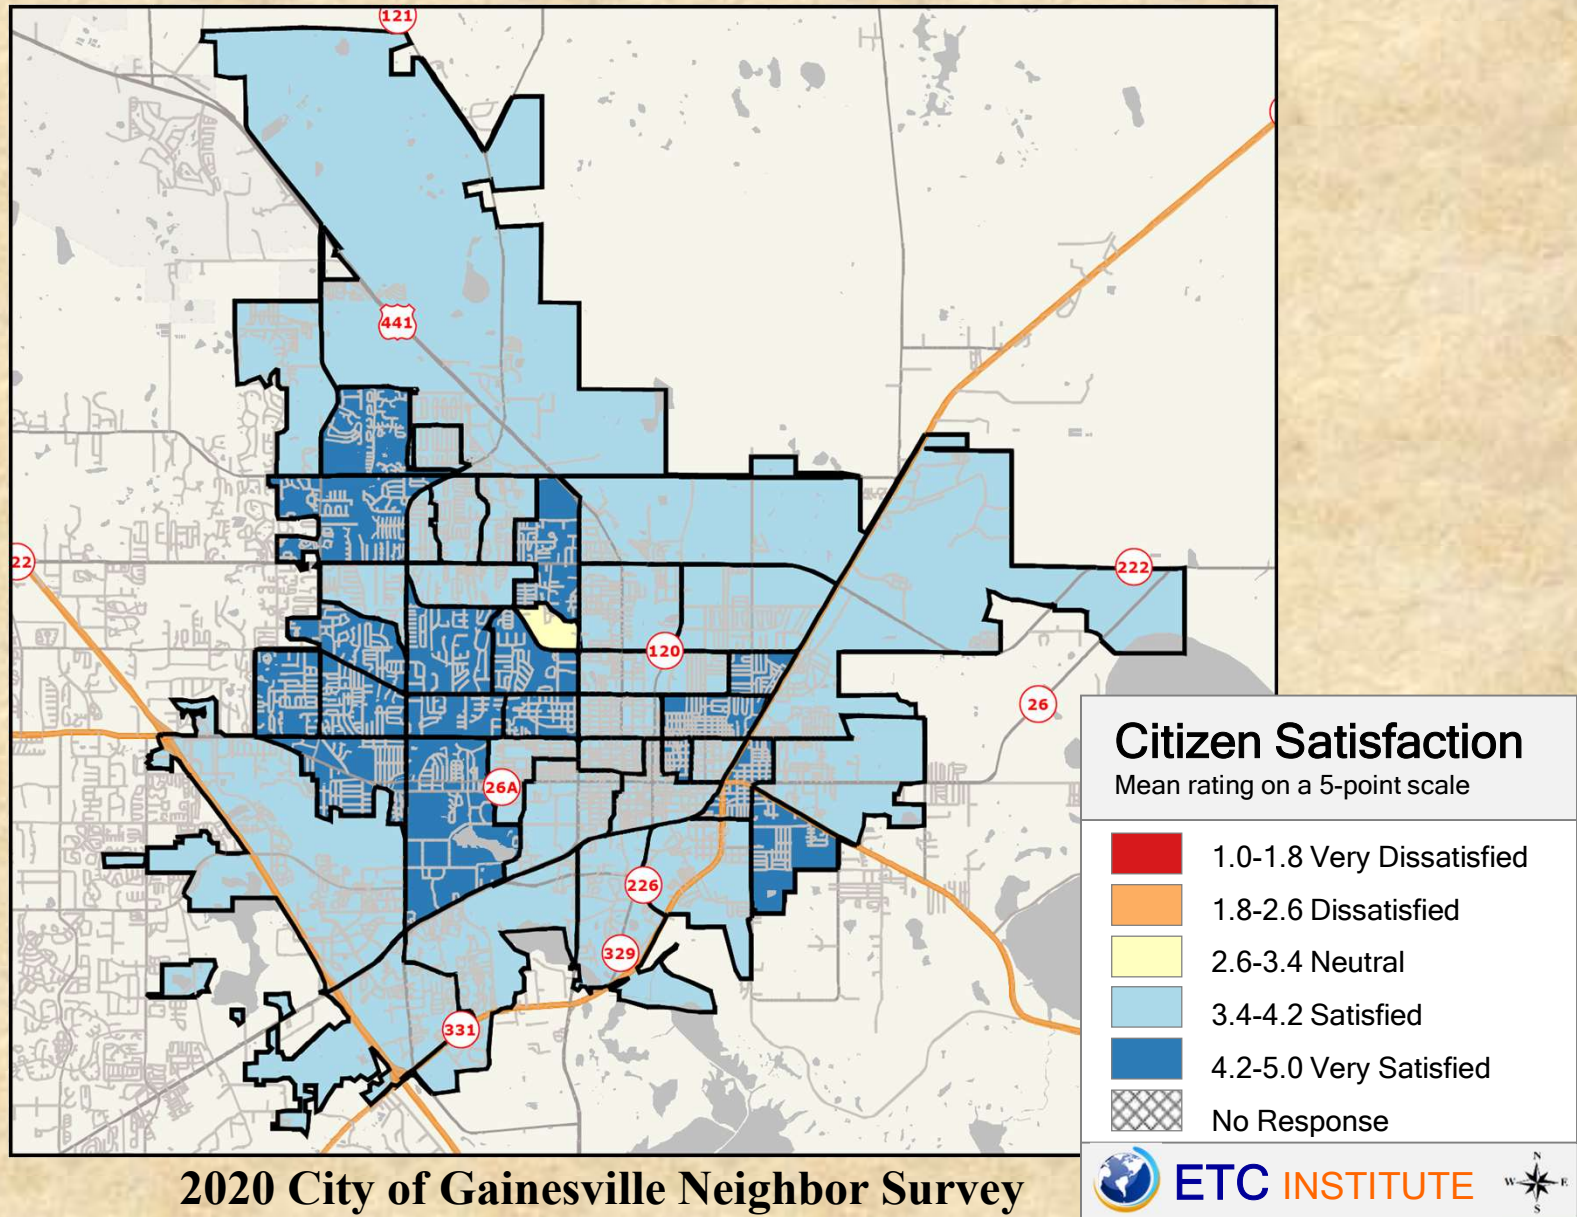 121
441
22
222
120
26
26A
226
329
331
Citizen Satisfaction
Mean rating on a 5-point scale
1.0-1.8 Very Dissatisfied
1.8-2.6 Dissatisfied
2.6-3.4 Neutral
3.4-4.2 Satisfied
4.2-5.0 Very Satisfied
No Response
ETC INSTITUTE
N
W E
S
2020 City of Gainesville Neighbor Survey